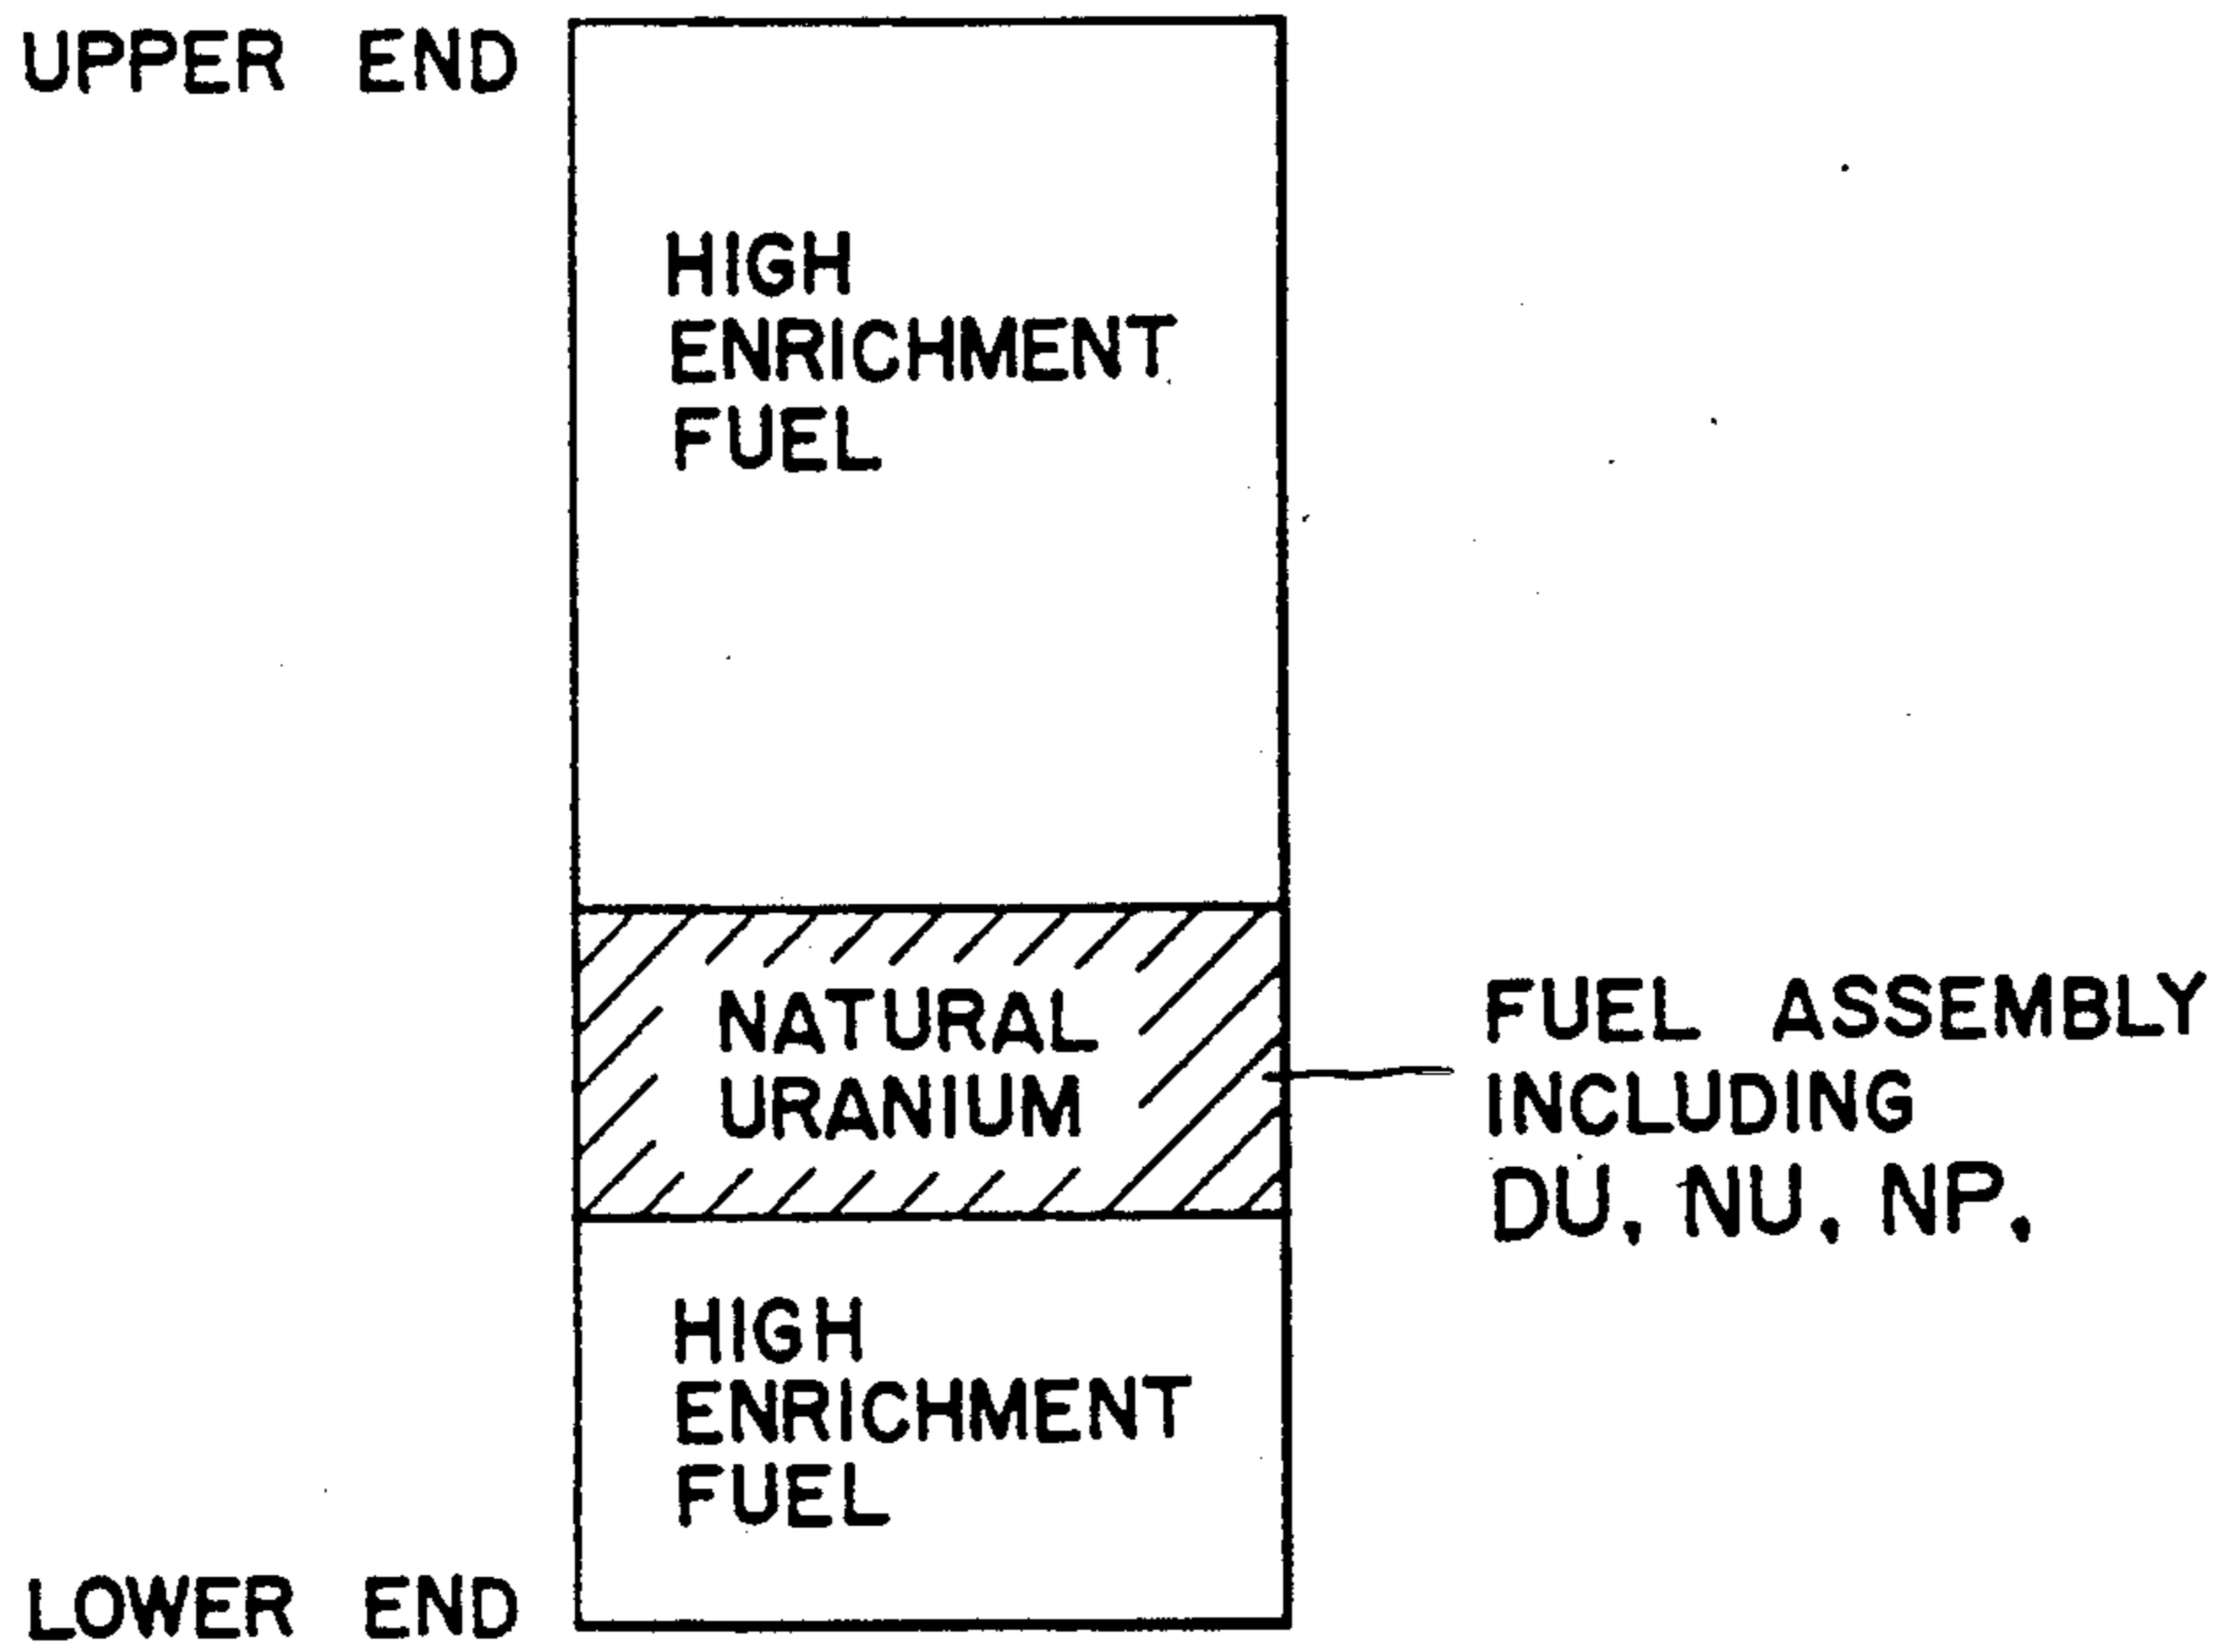 UPPER END
HIGH
ENRICHMENT
FUEL
NATURAL
URANIUM
FUEL ASSEMBLY
INCLUDING
DU, NU, NP.
HIGH
ENRICHMENT
FUEL
LOWER END